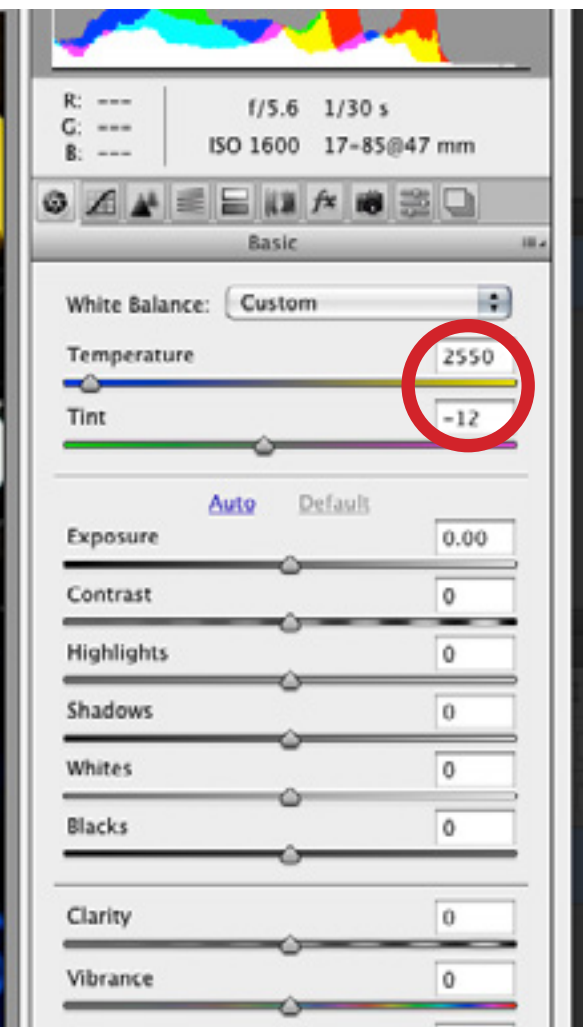 R: ---
G: ---
B: ---
f/5.6 1/30 s
ISO 1600 17-85@47 mm
fx
Basic
White Balance: Custom
Temperature 2550
Tint -12
Auto Default
Exposure 0.00
Contrast 0
Highlights 0
Shadows 0
Whites 0
Blacks 0
Clarity 0
Vibrance 0